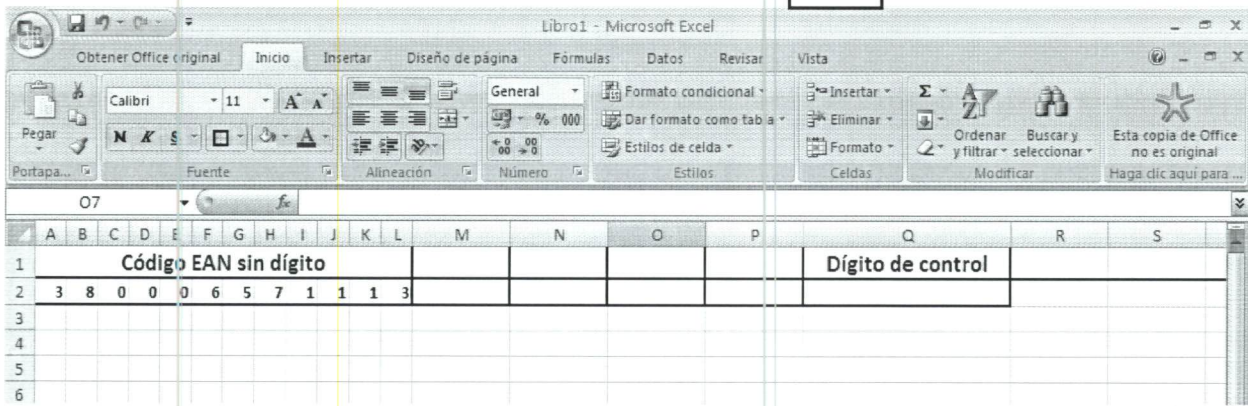 Libro1 - Microsoft Excel
Obtener Office original Inicio Insertar Diseño de página Fórmulas Datos Revisar Vista
Pegar
Calibri 11 A A
N K S A
General
% 000
Formato condicional
Dar formato como tabla
Estilos de celda
Insertar
Eliminar
Formato
Σ
Ordenar y filtrar
Buscar y seleccionar
Esta copia de Office no es original
Portapa... Fuente Alineación Número Estilos Celdas Modificar Haga clic aquí para ...
O7 fx
A B C D E F G H I J K L M N O P Q R S
1 Código EAN sin dígito Dígito de control
2 3 8 0 0 0 6 5 7 1 1 1 3
3
4
5
6